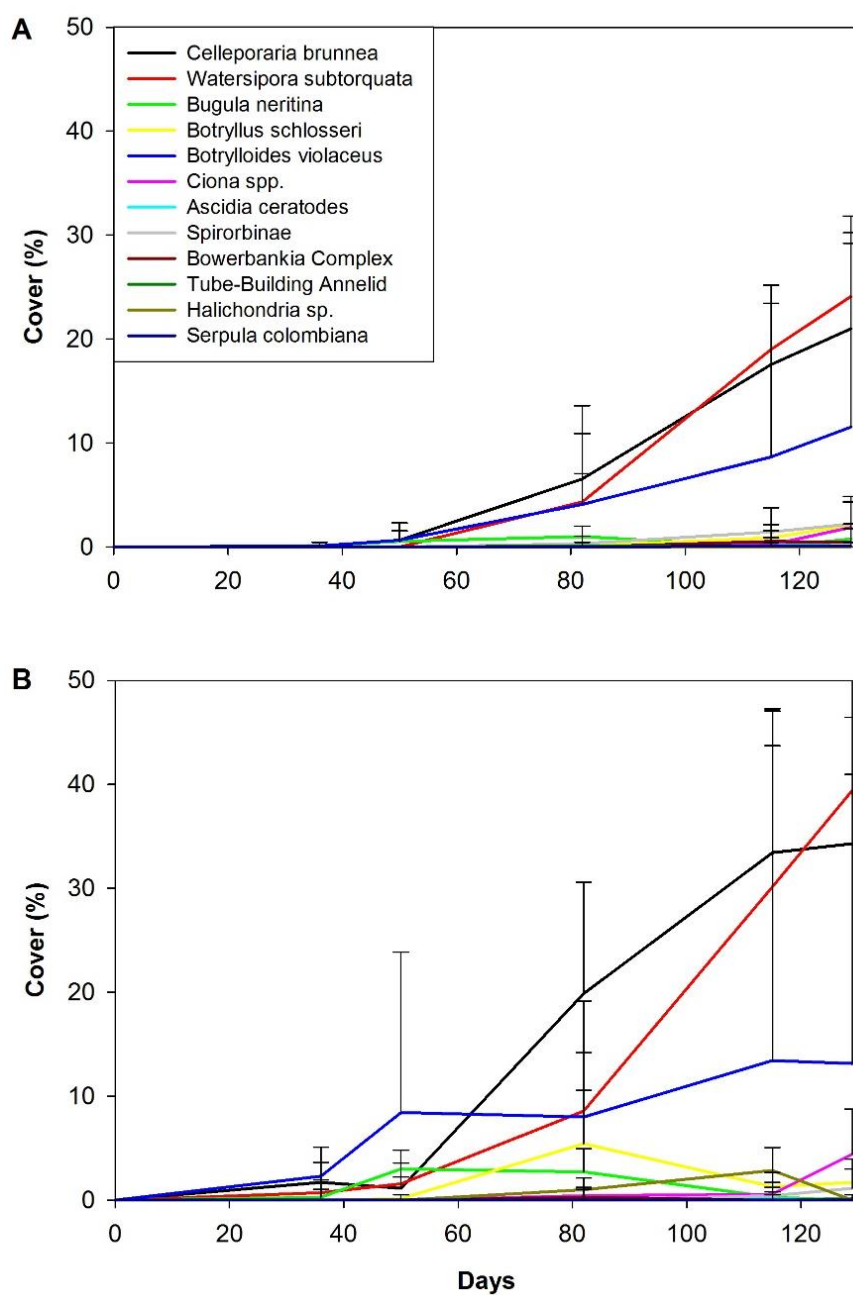 A
50
40
30
20
10
0
Cover (%)
Celleporaria brunnea
Watersipora subtorquata
Bugula neritina
Botryllus schlosseri
Botrylloides violaceus
Ciona spp.
Ascidia ceratodes
Spirorbinae
Bowerbankia Complex
Tube-Building Annelid
Halichondria sp.
Serpula colombiana
0 20 40 60 80 100 120
B
50
40
30
20
10
0
Cover (%)
0 20 40 60 80 100 120
Days